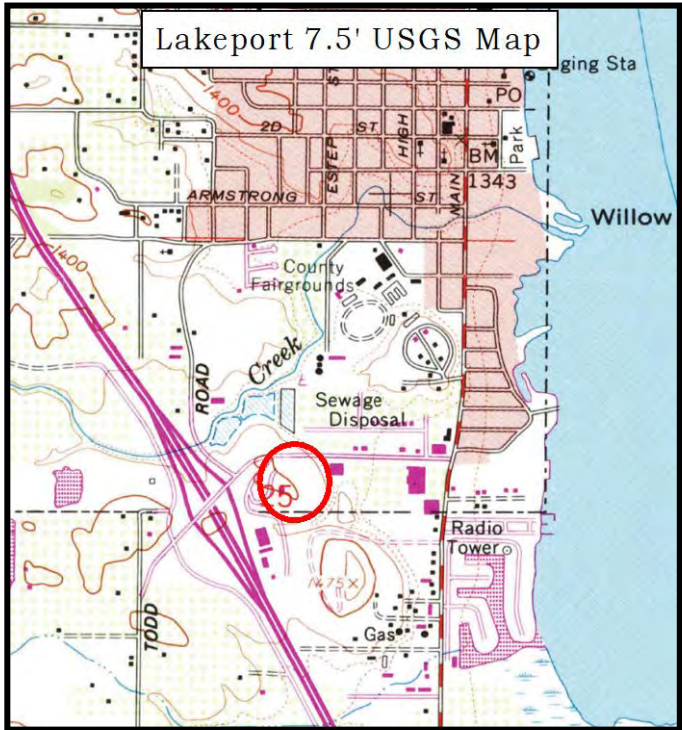 Lakeport 7.5' USGS Map
1400
ging Sta
PO
2D ST
ESTEP ST
HIGH
MAIN
BM
1343
Park
ARMSTRONG ST
Willow
1400
County
Fairgrounds
ROAD
Creek
Sewage
Disposal
25
Radio
Tower
1475
TODD
Gas